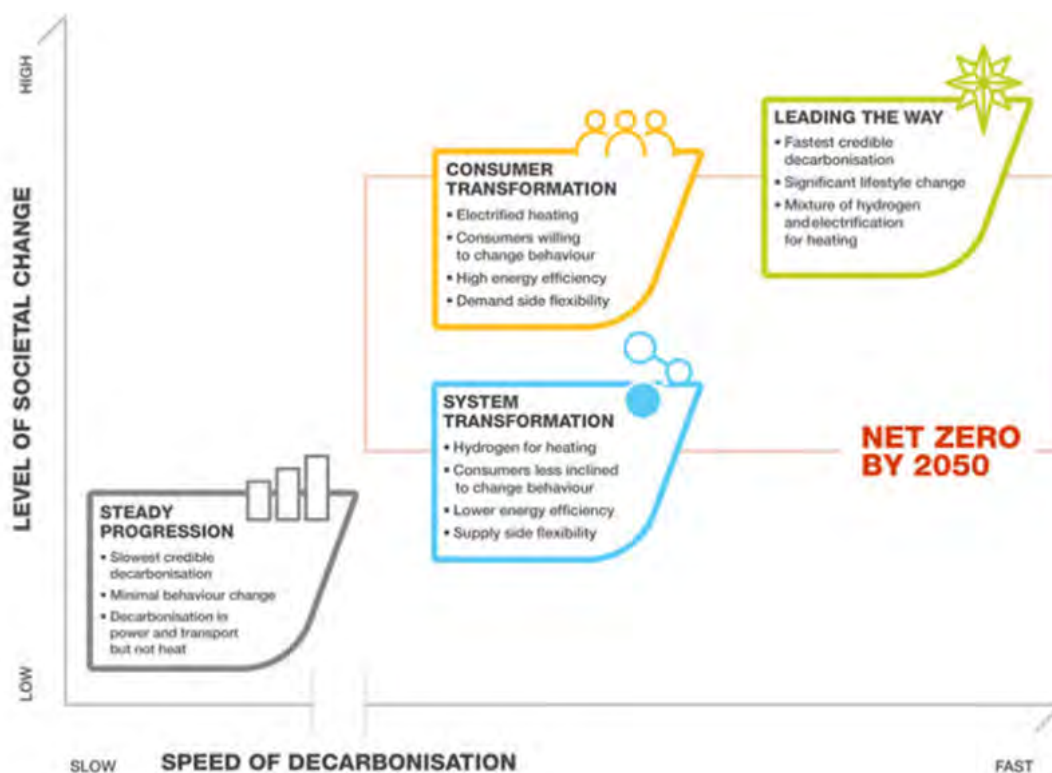 HIGH
LEVEL OF SOCIETAL CHANGE
LOW
LEADING THE WAY
• Fastest credible
decarbonisation
• Significant lifestyle change
• Mixture of hydrogen
and electrification
for heating
CONSUMER
TRANSFORMATION
• Electrified heating
• Consumers willing
to change behaviour
• High energy efficiency
• Demand side flexibility
SYSTEM
TRANSFORMATION
• Hydrogen for heating
• Consumers less inclined
to change behaviour
• Lower energy efficiency
• Supply side flexibility
NET ZERO
BY 2050
STEADY
PROGRESSION
• Slowest credible
decarbonisation
• Minimal behaviour change
• Decarbonisation in
power and transport
but not heat
SLOW
SPEED OF DECARBONISATION
FAST